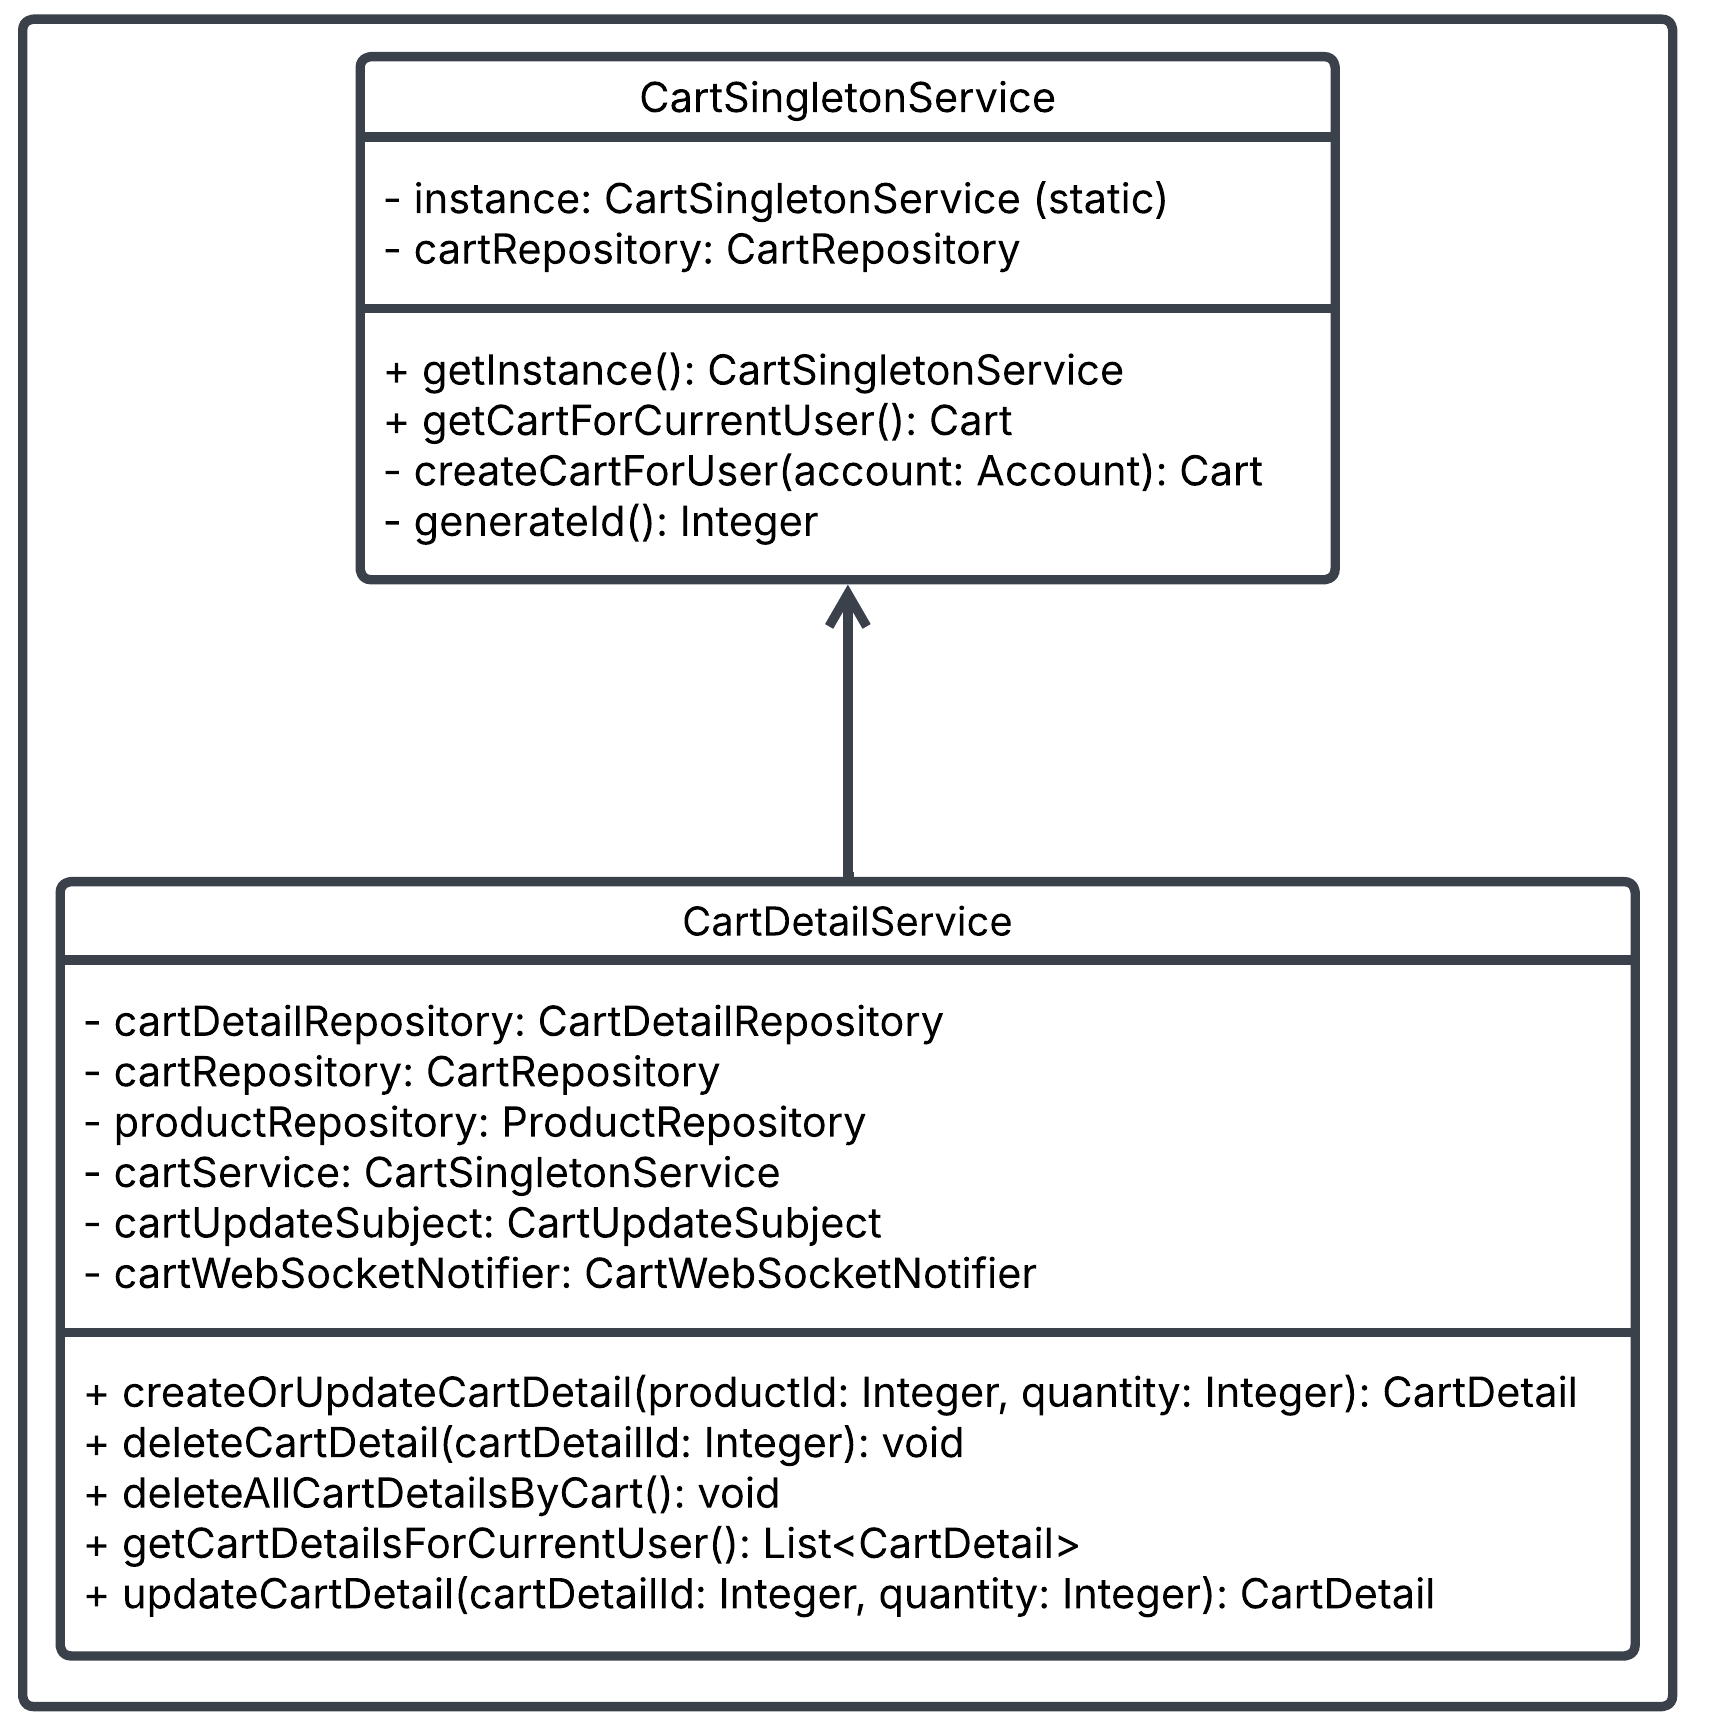 CartSingletonService
- instance: CartSingletonService (static)
- cartRepository: CartRepository
+ getInstance(): CartSingletonService
+ getCartForCurrentUser(): Cart
- createCartForUser(account: Account): Cart
- generateId(): Integer
CartDetailService
- cartDetailRepository: CartDetailRepository
- cartRepository: CartRepository
- productRepository: ProductRepository
- cartService: CartSingletonService
- cartUpdateSubject: CartUpdateSubject
- cartWebSocketNotifier: CartWebSocketNotifier
+ createOrUpdateCartDetail(productId: Integer, quantity: Integer): CartDetail
+ deleteCartDetail(cartDetailId: Integer): void
+ deleteAllCartDetailsByCart(): void
+ getCartDetailsForCurrentUser(): List<CartDetail>
+ updateCartDetail(cartDetailId: Integer, quantity: Integer): CartDetail